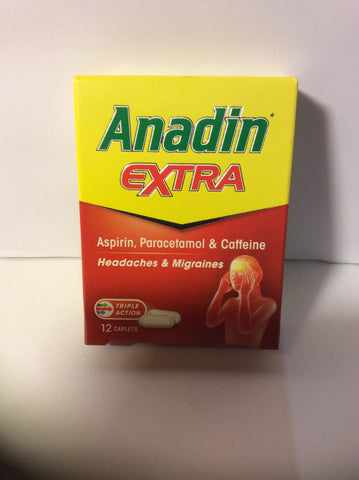 Anadin*
EXTRA
Aspirin, Paracetamol & Caffeine
Headaches & Migraines
TRIPLE
ACTION
12 CAPLETS